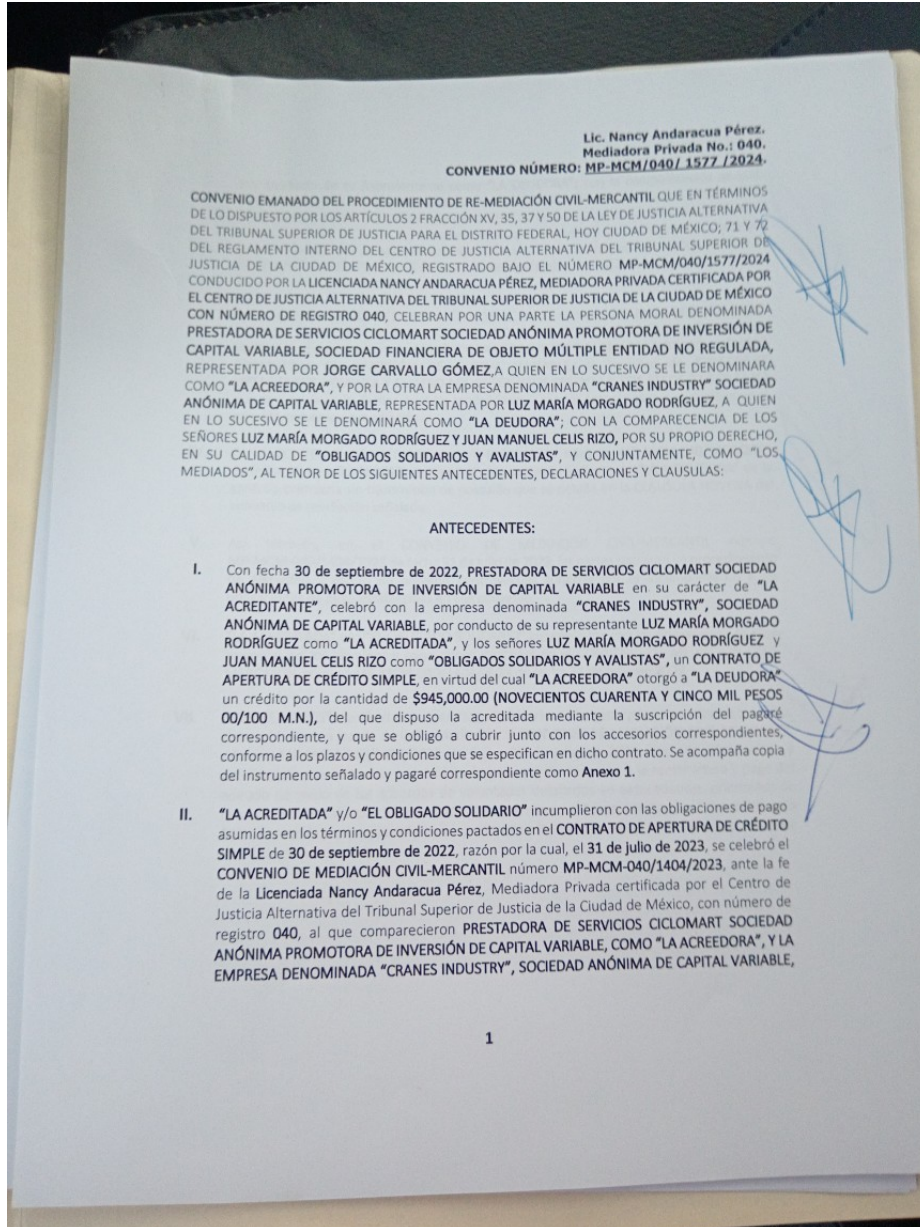 Lic. Nancy Andaracua Pérez.
Mediadora Privada No.: 040.
CONVENIO NÚMERO: MP-MCM/040/ 1577 /2024.
CONVENIO EMANADO DEL PROCEDIMIENTO DE RE-MEDIACIÓN CIVIL-MERCANTIL QUE EN TÉRMINOS
DE LO DISPUESTO POR LOS ARTÍCULOS 2 FRACCIÓN XV, 35, 37 Y 50 DE LA LEY DE JUSTICIA ALTERNATIVA
DEL TRIBUNAL SUPERIOR DE JUSTICIA PARA EL DISTRITO FEDERAL, HOY CIUDAD DE MÉXICO; 71 Y 72
DEL REGLAMENTO INTERNO DEL CENTRO DE JUSTICIA ALTERNATIVA DEL TRIBUNAL SUPERIOR DE
JUSTICIA DE LA CIUDAD DE MÉXICO, REGISTRADO BAJO EL NÚMERO MP-MCM/040/1577/2024
CONDUCIDO POR LA LICENCIADA NANCY ANDARACUA PÉREZ, MEDIADORA PRIVADA CERTIFICADA POR
EL CENTRO DE JUSTICIA ALTERNATIVA DEL TRIBUNAL SUPERIOR DE JUSTICIA DE LA CIUDAD DE MÉXICO
CON NÚMERO DE REGISTRO 040, CELEBRAN POR UNA PARTE LA PERSONA MORAL DENOMINADA
PRESTADORA DE SERVICIOS CICLOMART SOCIEDAD ANÓNIMA PROMOTORA DE INVERSIÓN DE
CAPITAL VARIABLE, SOCIEDAD FINANCIERA DE OBJETO MÚLTIPLE ENTIDAD NO REGULADA,
REPRESENTADA POR JORGE CARVALLO GÓMEZ,A QUIEN EN LO SUCESIVO SE LE DENOMINARA
COMO “LA ACREEDORA”, Y POR LA OTRA LA EMPRESA DENOMINADA “CRANES INDUSTRY” SOCIEDAD
ANÓNIMA DE CAPITAL VARIABLE, REPRESENTADA POR LUZ MARÍA MORGADO RODRÍGUEZ, A QUIEN
EN LO SUCESIVO SE LE DENOMINARÁ COMO “LA DEUDORA”; CON LA COMPARECENCIA DE LOS
SEÑORES LUZ MARÍA MORGADO RODRÍGUEZ Y JUAN MANUEL CELIS RIZO, POR SU PROPIO DERECHO,
EN SU CALIDAD DE “OBLIGADOS SOLIDARIOS Y AVALISTAS”, Y CONJUNTAMENTE, COMO “LOS
MEDIADOS”, AL TENOR DE LOS SIGUIENTES ANTECEDENTES, DECLARACIONES Y CLAUSULAS:
ANTECEDENTES:
I. Con fecha 30 de septiembre de 2022, PRESTADORA DE SERVICIOS CICLOMART SOCIEDAD
ANÓNIMA PROMOTORA DE INVERSIÓN DE CAPITAL VARIABLE en su carácter de “LA
ACREDITANTE”, celebró con la empresa denominada “CRANES INDUSTRY”, SOCIEDAD
ANÓNIMA DE CAPITAL VARIABLE, por conducto de su representante LUZ MARÍA MORGADO
RODRÍGUEZ como “LA ACREDITADA”, y los señores LUZ MARÍA MORGADO RODRÍGUEZ y
JUAN MANUEL CELIS RIZO como “OBLIGADOS SOLIDARIOS Y AVALISTAS”, un CONTRATO DE
APERTURA DE CRÉDITO SIMPLE, en virtud del cual “LA ACREEDORA” otorgó a “LA DEUDORA”
un crédito por la cantidad de $945,000.00 (NOVECIENTOS CUARENTA Y CINCO MIL PESOS
00/100 M.N.), del que dispuso la acreditada mediante la suscripción del pagaré
correspondiente, y que se obligó a cubrir junto con los accesorios correspondientes,
conforme a los plazos y condiciones que se especifican en dicho contrato. Se acompaña copia
del instrumento señalado y pagaré correspondiente como Anexo 1.
II. “LA ACREDITADA” y/o “EL OBLIGADO SOLIDARIO” incumplieron con las obligaciones de pago
asumidas en los términos y condiciones pactados en el CONTRATO DE APERTURA DE CRÉDITO
SIMPLE de 30 de septiembre de 2022, razón por la cual, el 31 de julio de 2023, se celebró el
CONVENIO DE MEDIACIÓN CIVIL-MERCANTIL número MP-MCM-040/1404/2023, ante la fe
de la Licenciada Nancy Andaracua Pérez, Mediadora Privada certificada por el Centro de
Justicia Alternativa del Tribunal Superior de Justicia de la Ciudad de México, con número de
registro 040, al que comparecieron PRESTADORA DE SERVICIOS CICLOMART SOCIEDAD
ANÓNIMA PROMOTORA DE INVERSIÓN DE CAPITAL VARIABLE, COMO “LA ACREEDORA”, Y LA
EMPRESA DENOMINADA “CRANES INDUSTRY”, SOCIEDAD ANÓNIMA DE CAPITAL VARIABLE,
1